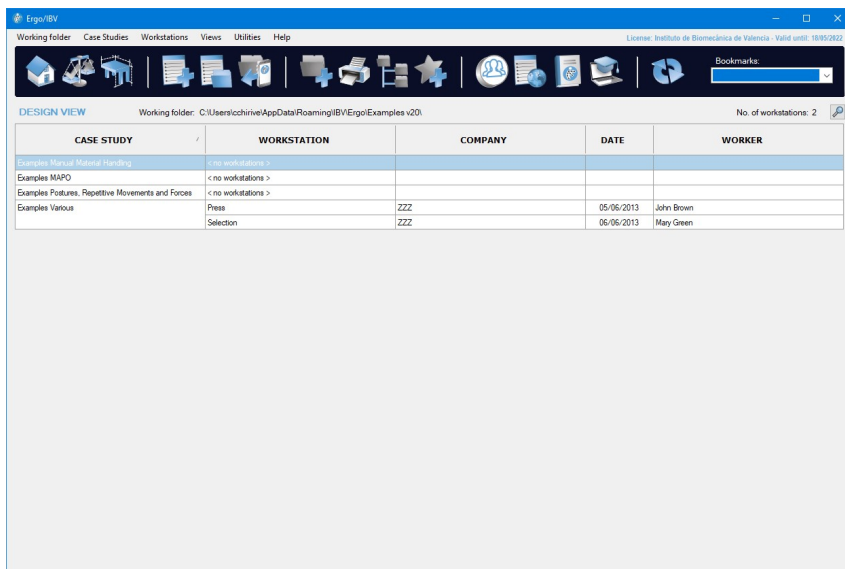 Ergo/IBV
Working folder Case Studies Workstations Views Utilities Help License: Instituto de Biomecánica de Valencia - Valid until: 18/05/2022
Bookmarks:
DESIGN VIEW Working folder: C:\Users\cchirive\AppData\Roaming\IBV\Ergo\Examples v20\ No. of workstations: 2
CASE STUDY WORKSTATION COMPANY DATE WORKER
Examples Manual Material Handling < no workstations >
Examples MAPO < no workstations >
Examples Postures, Repetitive Movements and Forces < no workstations >
Examples Various Press ZZZ 05/06/2013 John Brown
Selection ZZZ 06/06/2013 Mary Green